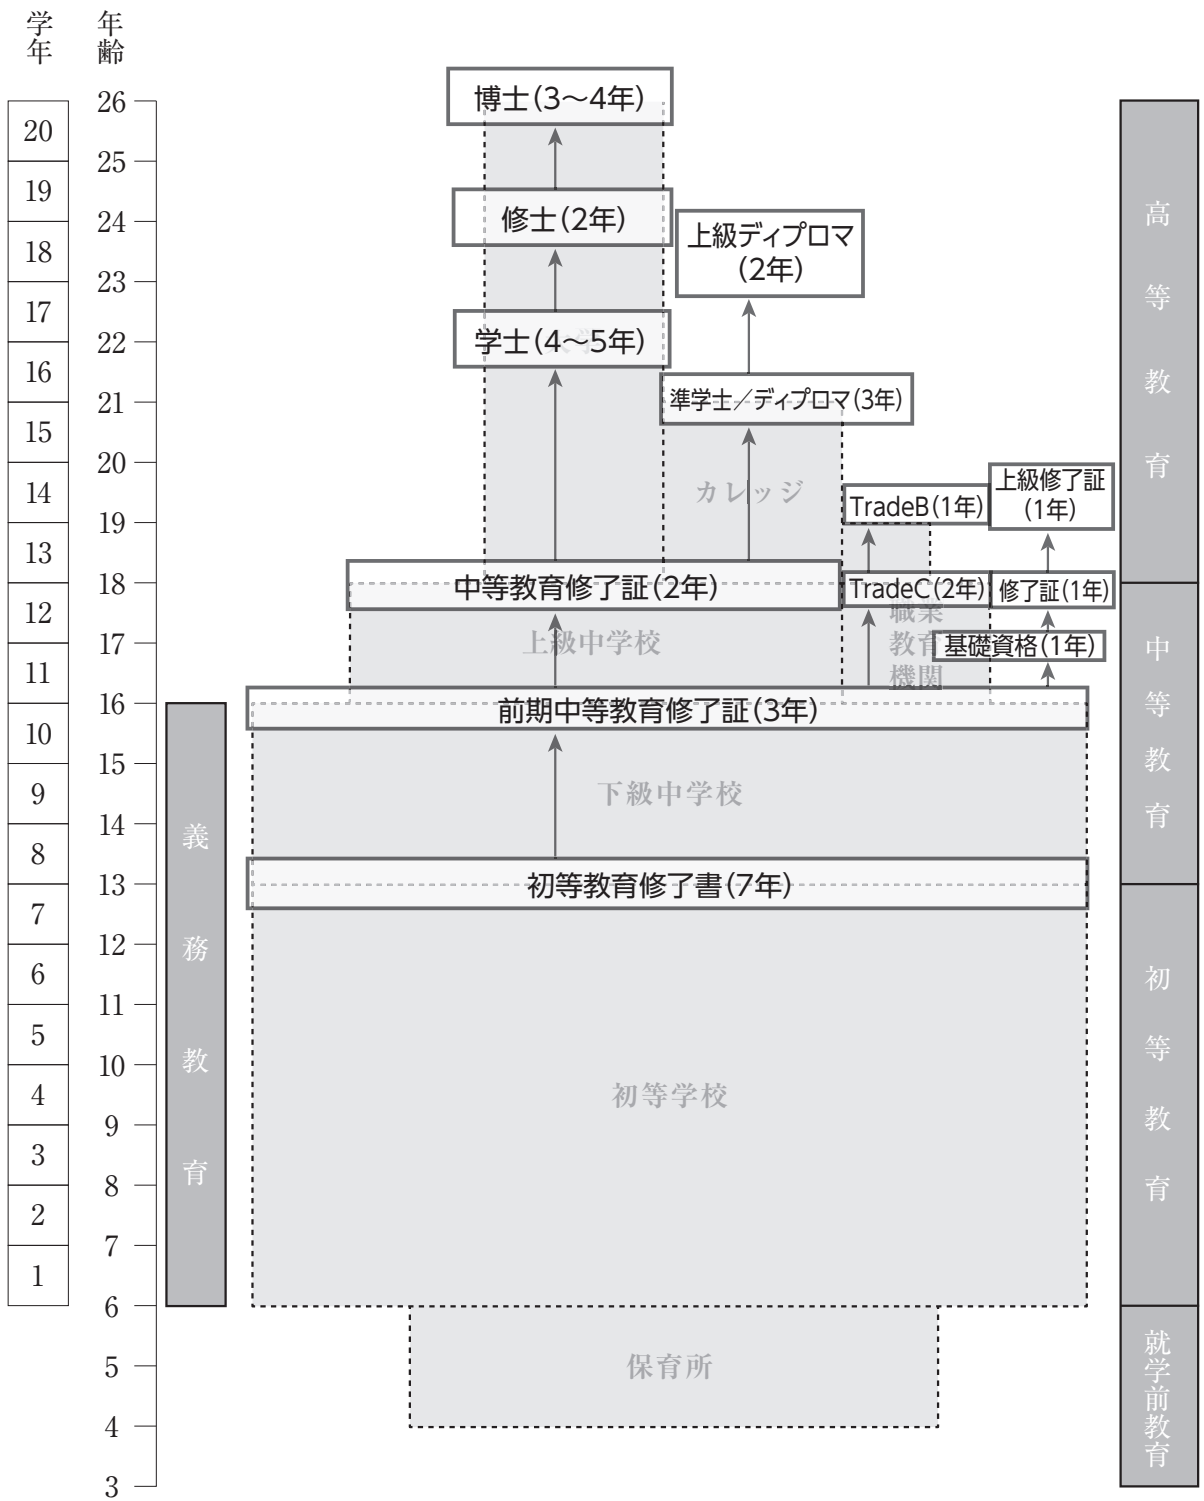 学年
年齢
26
25
24
23
22
21
20
19
18
17
16
15
14
13
12
11
10
9
8
7
6
5
4
3
20
19
18
17
16
15
14
13
12
11
10
9
8
7
6
5
4
3
2
1
義務教育
博士(3〜4年)
修士(2年)
上級ディプロマ
(2年)
学士(4〜5年)
準学士／ディプロマ(3年)
カレッジ
TradeB(1年)
上級修了証
(1年)
中等教育修了証(2年)
TradeC(2年)
修了証(1年)
上級中学校
職業
教育
機関
基礎資格(1年)
前期中等教育修了証(3年)
下級中学校
初等教育修了書(7年)
初等学校
保育所
高等教育
中等教育
初等教育
就学前教育